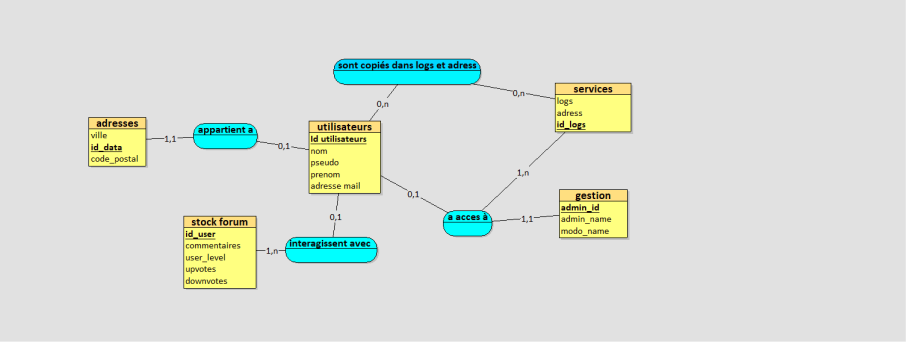 sont copiés dans logs et adress
0,n
0,n
services
logs
adress
id_logs
adresses
ville
id_data
code_postal
1,1
appartient a
0,1
utilisateurs
Id utilisateurs
nom
pseudo
prenom
adresse mail
1,n
0,1
a acces à
1,1
gestion
admin_id
admin_name
modo_name
0,1
stock forum
id_user
commentaires
user_level
upvotes
downvotes
1,n
interagissent avec